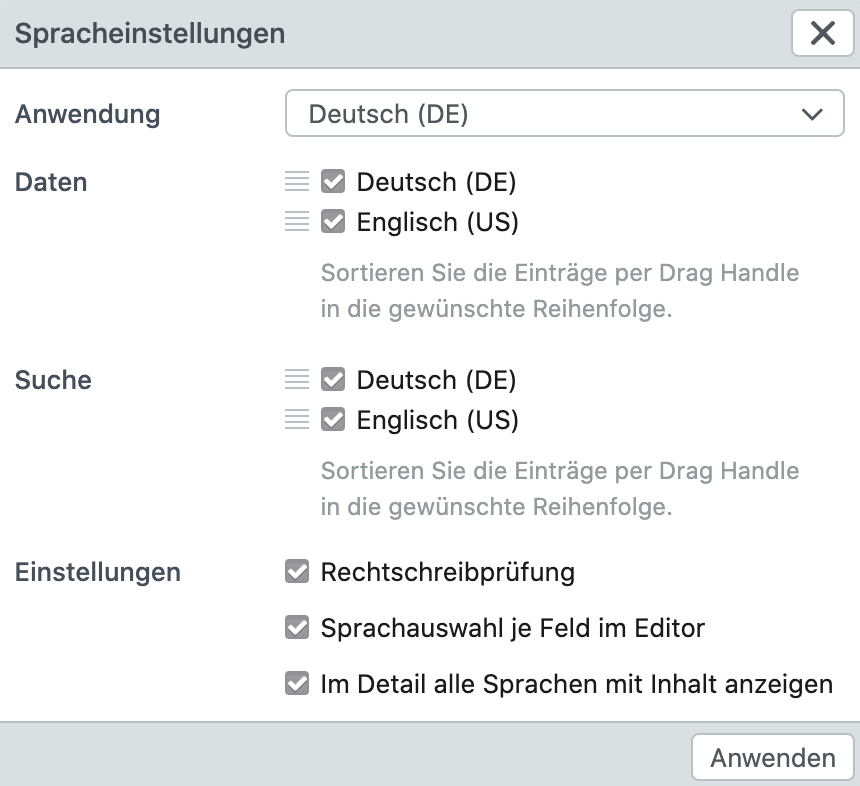 Spracheinstellungen
Anwendung
Deutsch (DE)
Daten
Deutsch (DE)
Englisch (US)
Sortieren Sie die Einträge per Drag Handle
in die gewünschte Reihenfolge.
Suche
Deutsch (DE)
Englisch (US)
Sortieren Sie die Einträge per Drag Handle
in die gewünschte Reihenfolge.
Einstellungen
Rechtschreibprüfung
Sprachauswahl je Feld im Editor
Im Detail alle Sprachen mit Inhalt anzeigen
Anwenden